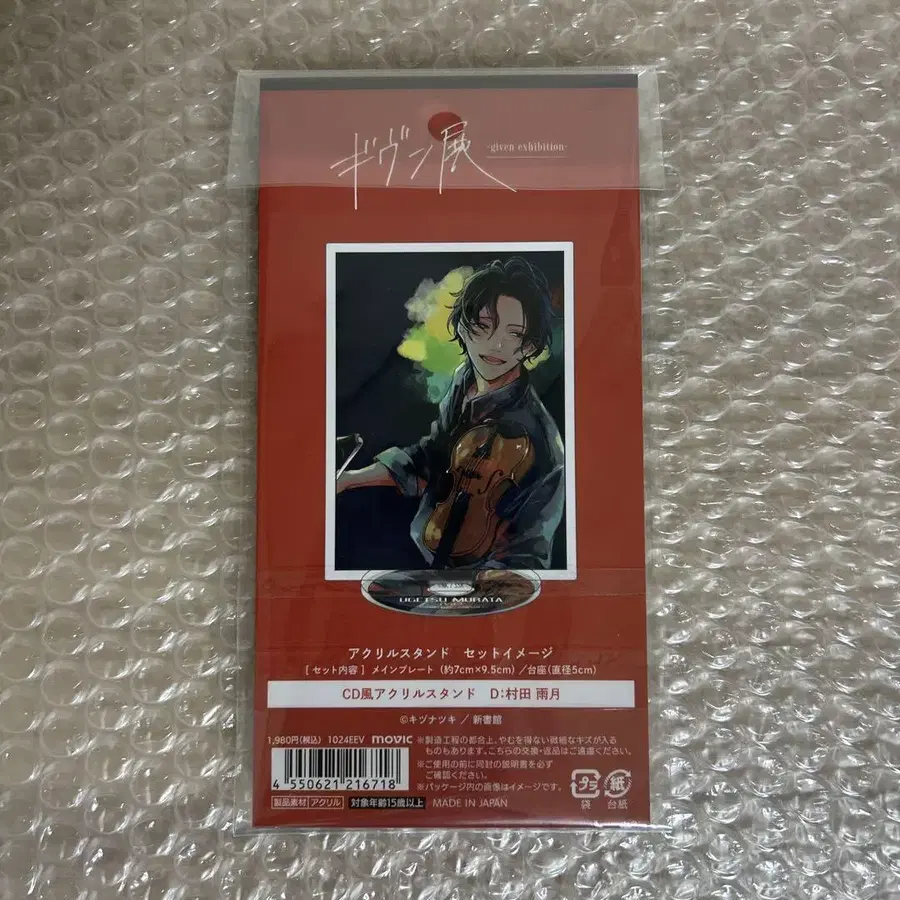 ギヴン展
-given exhibition-
UGETSU MURATA
アクリルスタンド セットイメージ
[ セット内容 ] メインプレート (約7cm×9.5cm) /台座(直径5cm)
CD風アクリルスタンド D:村田 雨月
©キヅナツキ / 新書館
1,980円(税込) 1024EEV movic
※製造工程の都合上、やむを得ない微細なキズが入る
ものもあります。こちらの交換・返品はご遠慮ください。
※ご使用の前に同封の説明書を必ず
ご確認ください。
※パッケージ内の画像はイメージです。
4 550621 216718
製品素材 アクリル 対象年齢15歳以上 MADE IN JAPAN
プラ 紙
袋 台紙